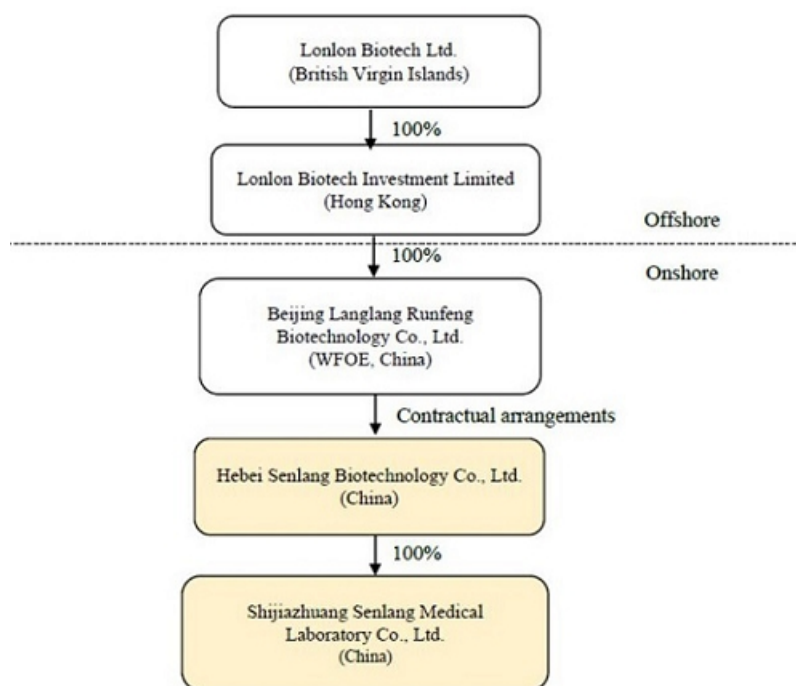 Lonlon Biotech Ltd.
(British Virgin Islands)
100%
Lonlon Biotech Investment Limited
(Hong Kong)
Offshore
100%
Onshore
Beijing Langlang Runfeng
Biotechnology Co., Ltd.
(WFOE, China)
Contractual arrangements
Hebei Senlang Biotechnology Co., Ltd.
(China)
100%
Shijiazhuang Senlang Medical
Laboratory Co., Ltd.
(China)